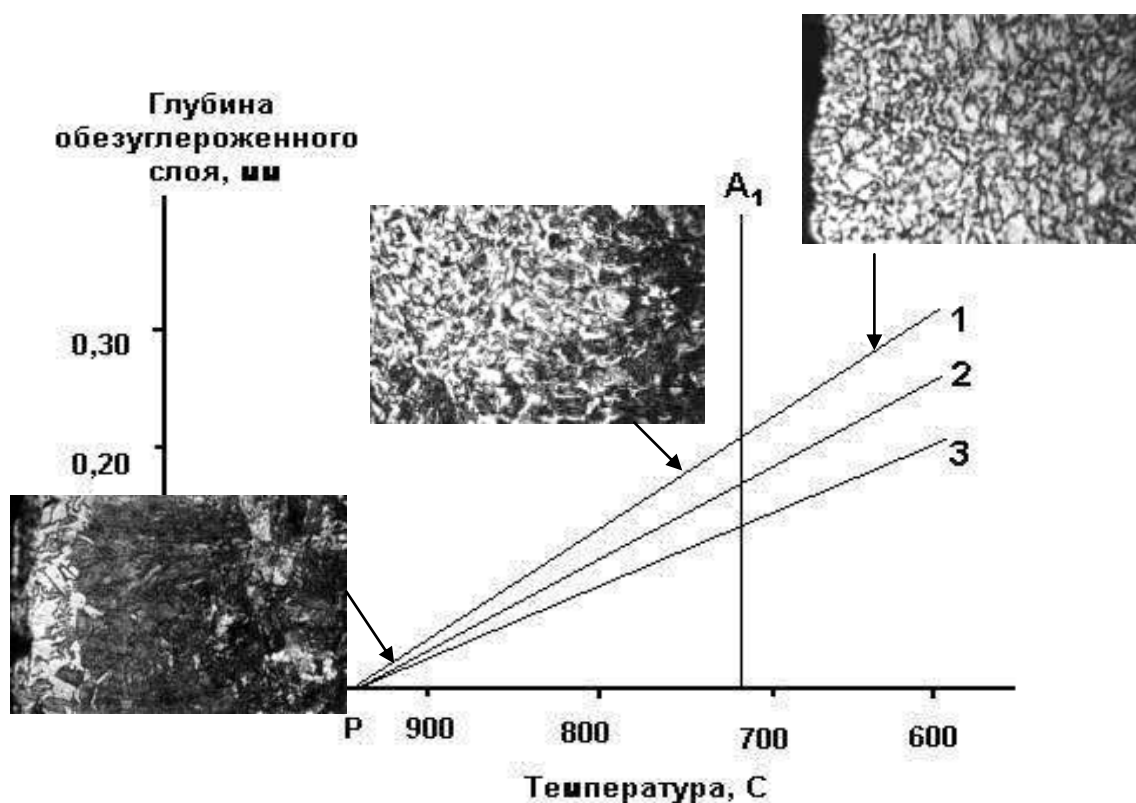 Глубина
обезуглероженного
слоя, мм
A₁
0,30
0,20
1
2
3
P 900 800 700 600
Температура, С